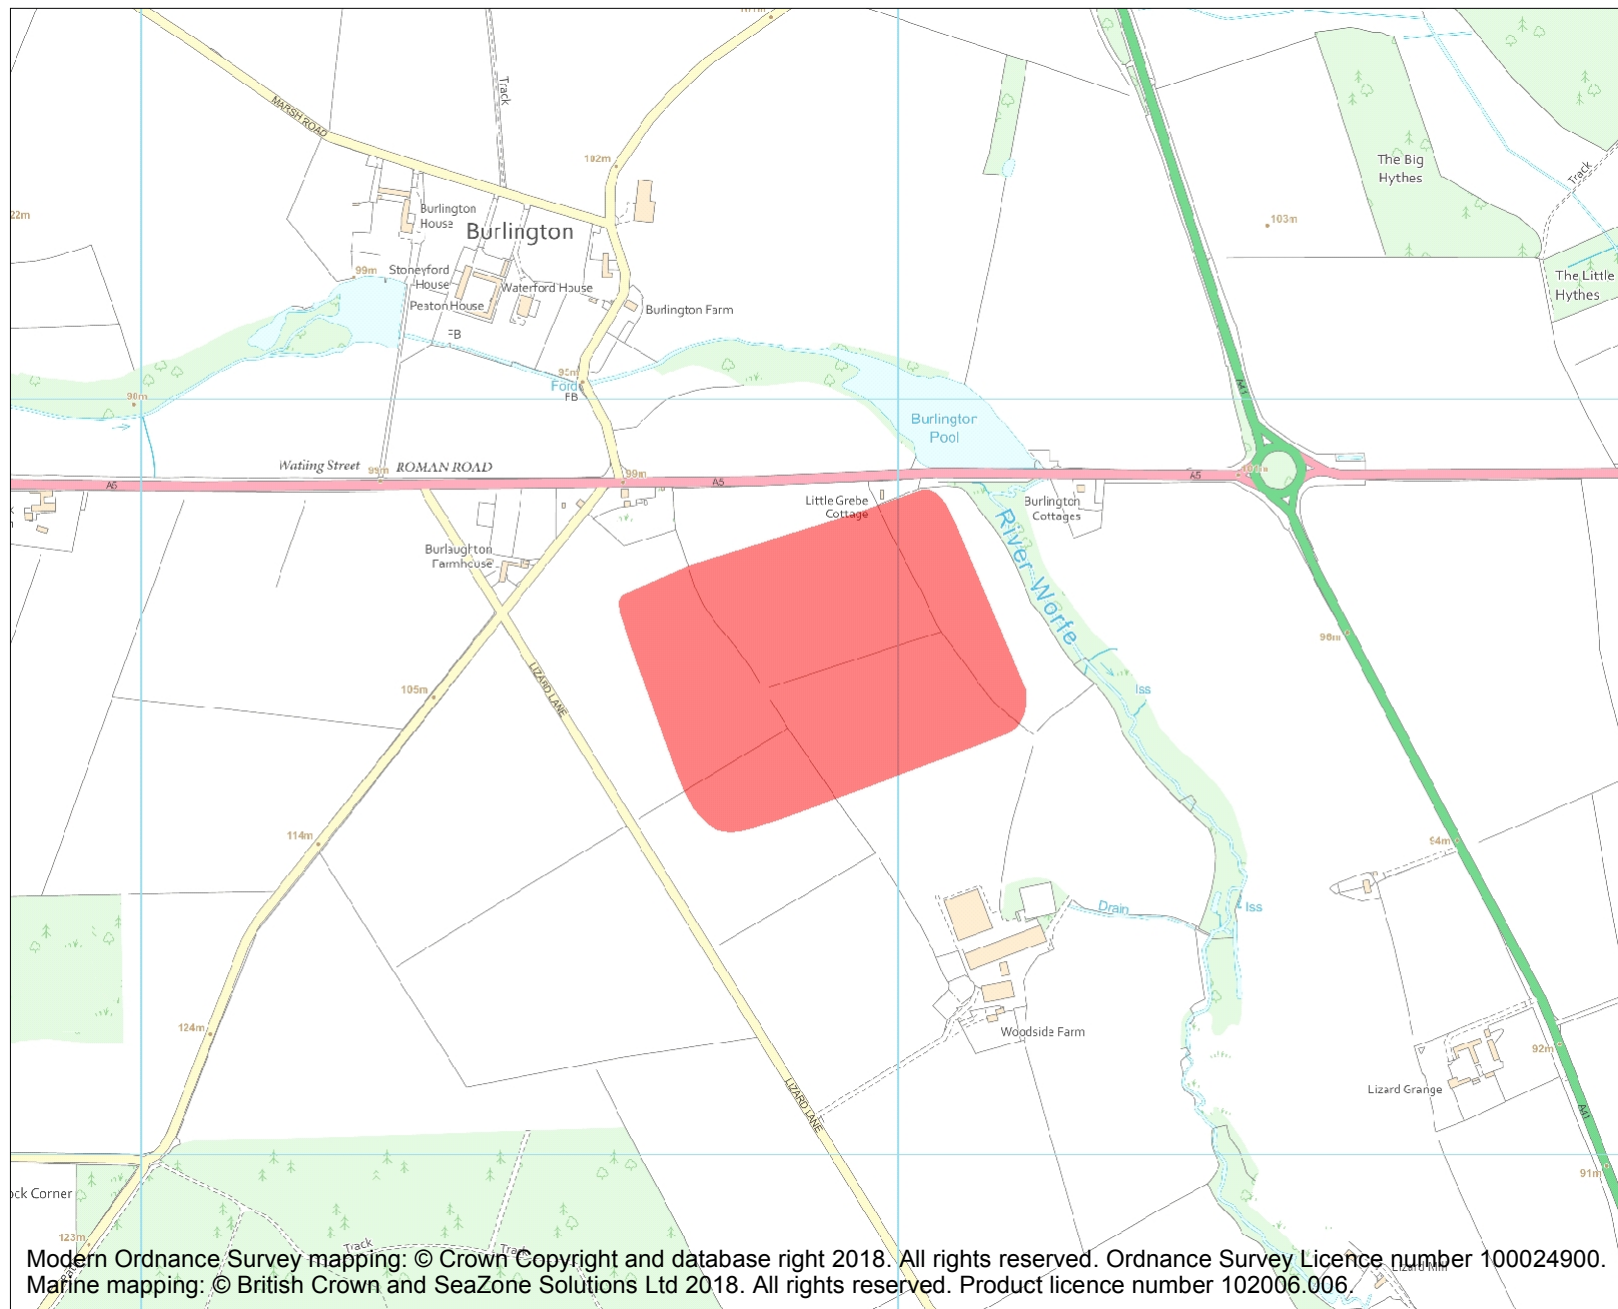 MARSH ROAD
Track
102m
The Big
Hythes
Track
22m
103m
Burlington
House
Burlington
99m
Stoneyford
House
Waterford House
Peaton House
Burlington Farm
The Little
Hythes
FB
95m
Ford
FB
98m
A41
Burlington
Pool
Watling Street
99m
ROMAN ROAD
99m
A5
A5
A5
Little Grebe
Cottage
Burlington
Cottages
River Worfe
Burlaughton
Farmhouse
96m
LIZARD LANE
105m
Iss
114m
94m
Drain
Iss
124m
Woodside Farm
92m
Lizard Grange
LIZARD LANE
A41
91m
ock Corner
123m
Track
Track
Lizard Mill
Modern Ordnance Survey mapping: © Crown Copyright and database right 2018. All rights reserved. Ordnance Survey Licence number 100024900.
Marine mapping: © British Crown and SeaZone Solutions Ltd 2018. All rights reserved. Product licence number 102006.006.